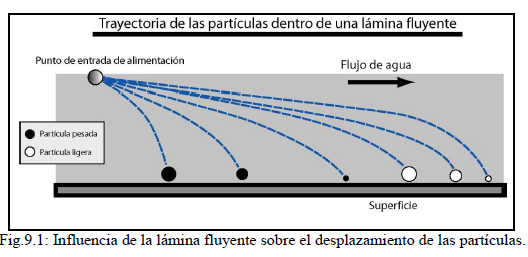 Trayectoria de las partículas dentro de una lámina fluyente
Punto de entrada de alimentación
Flujo de agua
Partícula pesada
Partícula ligera
Superficie
Fig.9.1: Influencia de la lámina fluyente sobre el desplazamiento de las partículas.